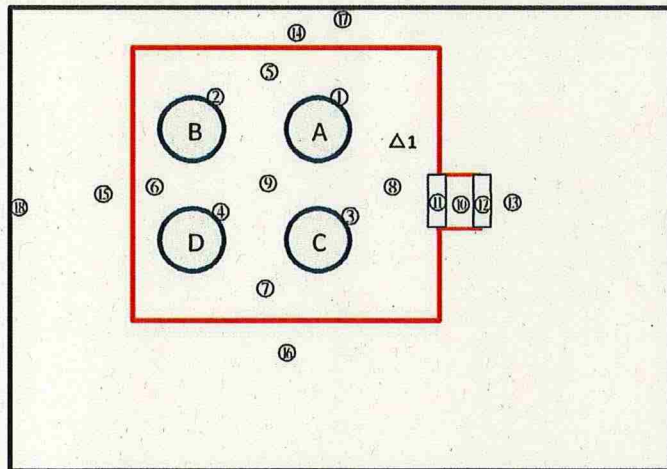 ⑰
⑭
⑤
② ①
B A
△1
⑮ ⑥ ⑨ ⑧
⑱ ⑪ ⑩ ⑫ ⑬
④ ③
D C
⑦
⑯